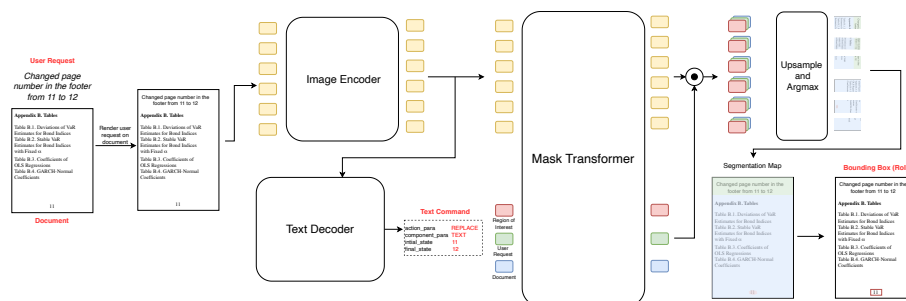 User Request
Changed page
number in the footer
from 11 to 12
Appendix B. Tables
Table B.1. Deviations of VaR
Estimates for Bond Indices
Table B.2. Stable VaR
Estimates for Bond Indices
with Fixed α
Table B.3. Coefficients of
OLS Regressions
Table B.4. GARCH-Normal
Coefficients
11
Document
Render user
request on
document
Changed page number in the
footer from 11 to 12
Appendix B. Tables
Table B.1. Deviations of VaR
Estimates for Bond Indices
Table B.2. Stable VaR
Estimates for Bond Indices
with Fixed α
Table B.3. Coefficients of
OLS Regressions
Table B.4. GARCH-Normal
Coefficients
11
Image Encoder
Text Decoder
Text Command
action_para REPLACE
component_para TEXT
initial_state 11
final_state 12
Region of
Interest
User
Request
Document
Mask Transformer
Upsample
and
Argmax
Segmentation Map
Changed page number in the
footer from 11 to 12
Appendix B. Tables
Table B.1. Deviations of VaR
Estimates for Bond Indices
Table B.2. Stable VaR
Estimates for Bond Indices
with Fixed α
Table B.3. Coefficients of
OLS Regressions
Table B.4. GARCH-Normal
Coefficients
11
Bounding Box (RoI
Changed page number in the
footer from 11 to 12
Appendix B. Tables
Table B.1. Deviations of VaR
Estimates for Bond Indices
Table B.2. Stable VaR
Estimates for Bond Indices
with Fixed α
Table B.3. Coefficients of
OLS Regressions
Table B.4. GARCH-Normal
Coefficients
11